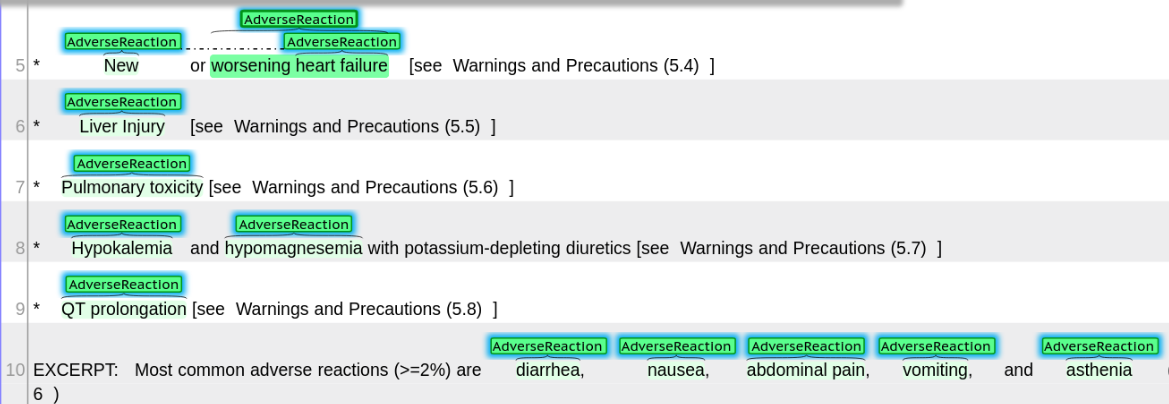 AdverseReaction
AdverseReaction AdverseReaction
5 * New or worsening heart failure [see Warnings and Precautions (5.4) ]
AdverseReaction
6 * Liver Injury [see Warnings and Precautions (5.5) ]
AdverseReaction
7 * Pulmonary toxicity [see Warnings and Precautions (5.6) ]
AdverseReaction AdverseReaction
8 * Hypokalemia and hypomagnesemia with potassium-depleting diuretics [see Warnings and Precautions (5.7) ]
AdverseReaction
9 * QT prolongation [see Warnings and Precautions (5.8) ]
AdverseReaction AdverseReaction AdverseReaction AdverseReaction AdverseReaction
10 EXCERPT: Most common adverse reactions (>=2%) are diarrhea, nausea, abdominal pain, vomiting, and asthenia (
6 )